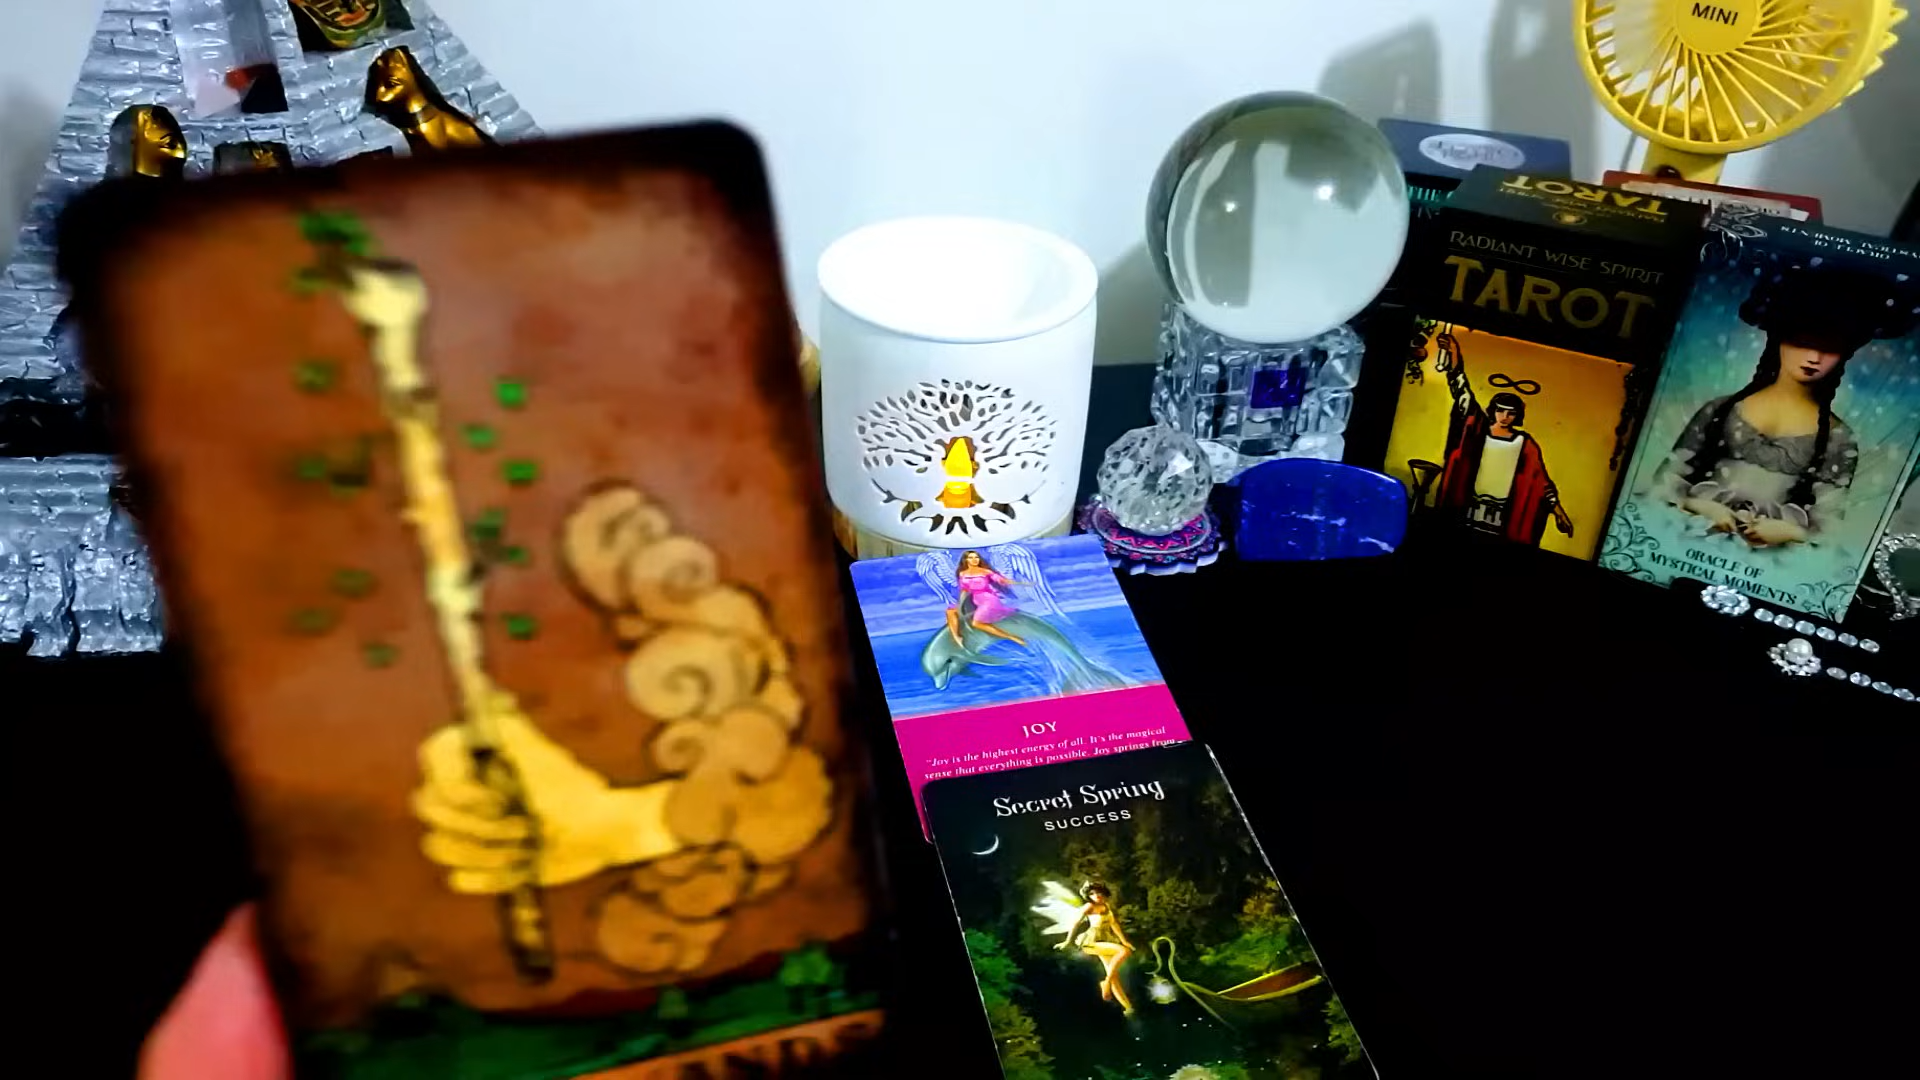 MINI
TAROT
RADIANT WISE SPIRIT
TAROT
ORACLE OF
MYSTICAL MOMENTS
JOY
"Joy is the highest energy of all. It's the magical
sense that everything is possible. Joy springs from
Secret Spring
SUCCESS